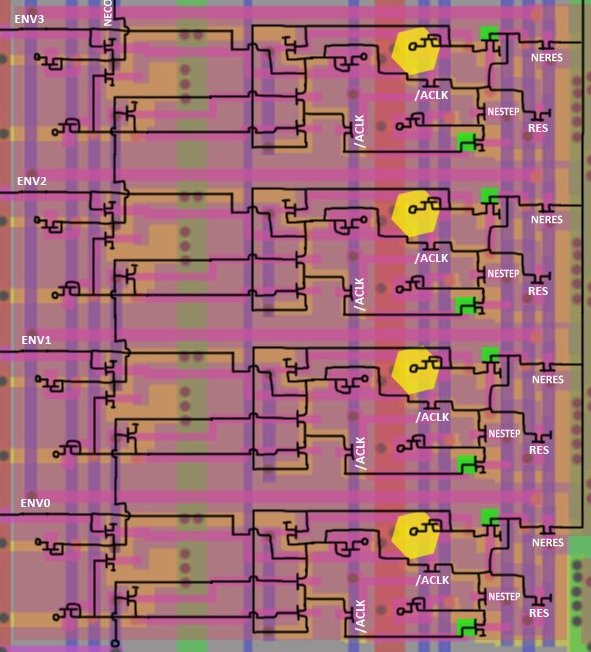 NECO
ENV3
NERES
/ACLK
NESTEP
/ACLK
RES
ENV2
NERES
/ACLK
NESTEP
/ACLK
RES
ENV1
NERES
/ACLK
NESTEP
/ACLK
RES
ENV0
NERES
/ACLK
NESTEP
/ACLK
RES